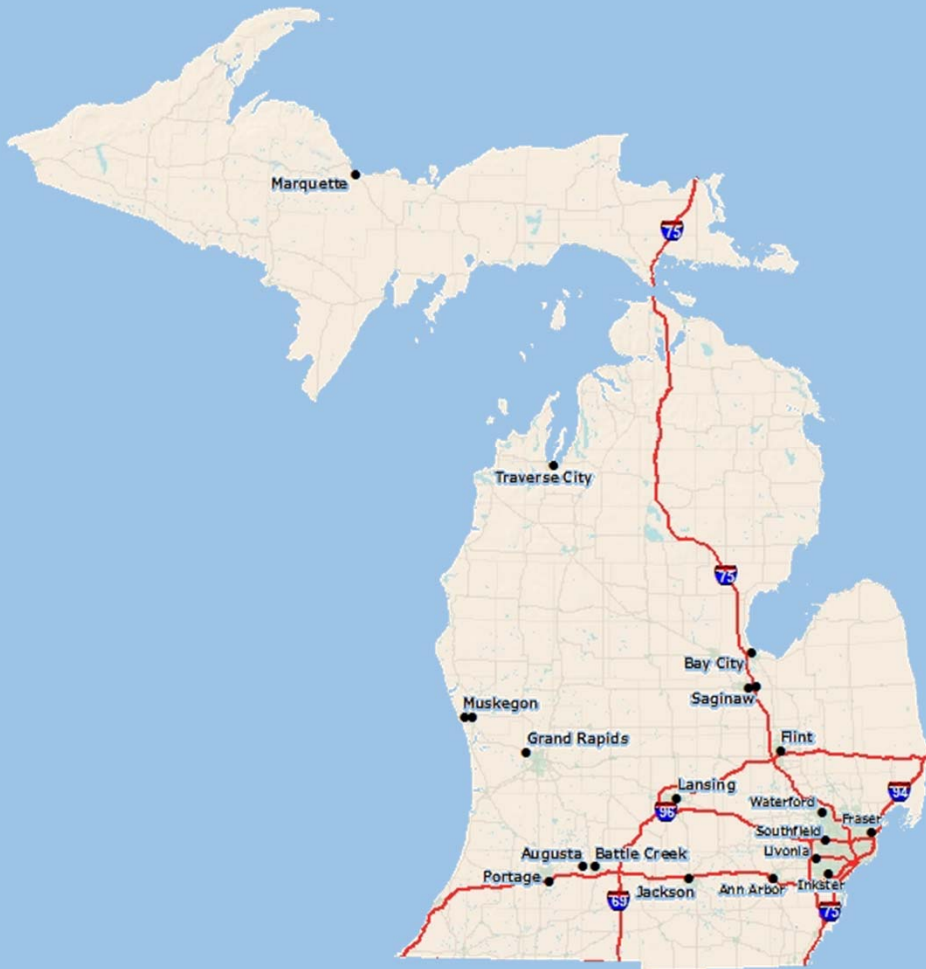 Marquette
75
Traverse City
75
Bay City
Saginaw
Muskegon
Grand Rapids
Flint
Lansing
94
Waterford
96
Fraser
Southfield
Livonia
Augusta
Battle Creek
Portage
Jackson
Ann Arbor
Inkster
69
75